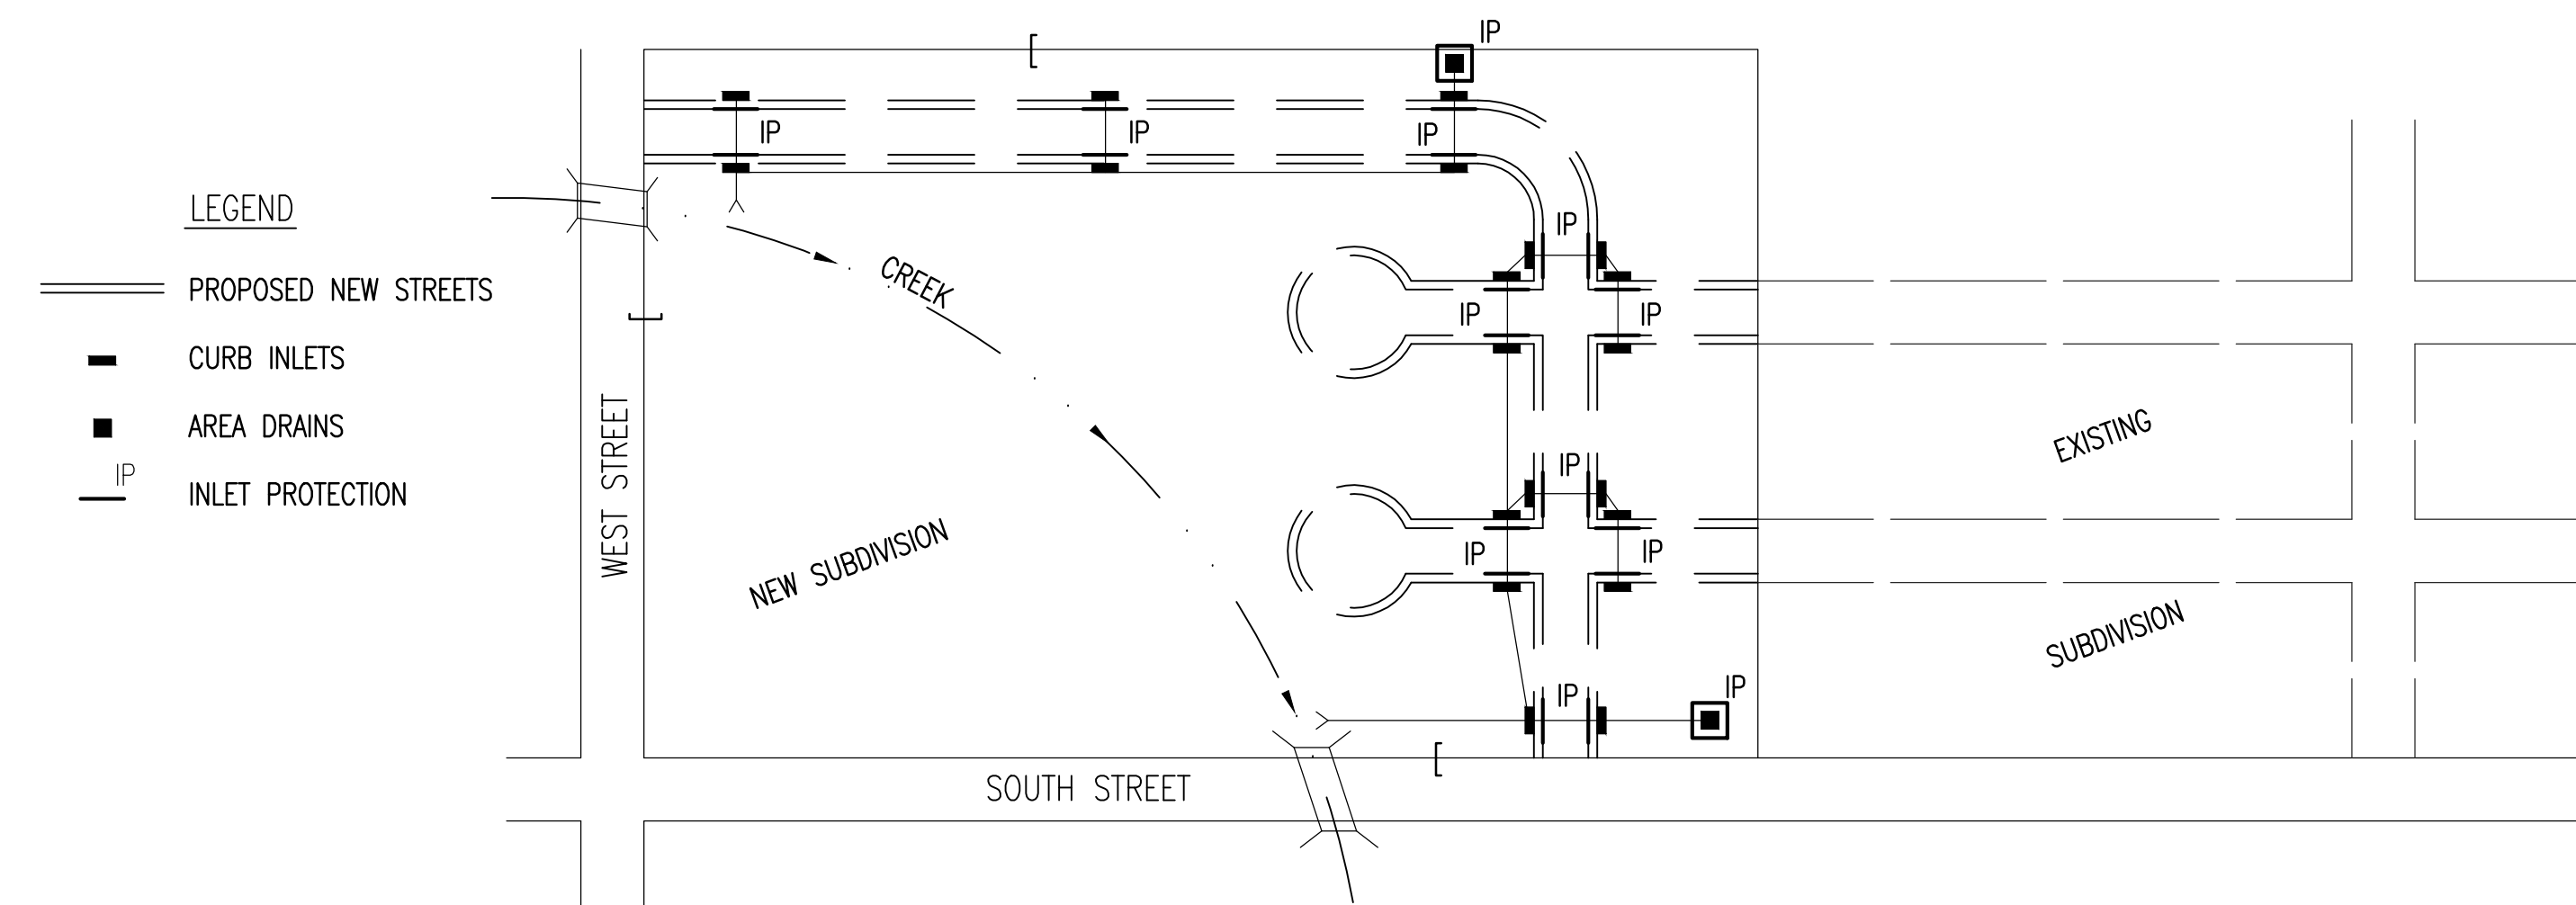 IP
IP
IP
IP
LEGEND
IP
CREEK
PROPOSED NEW STREETS
IP
IP
CURB INLETS
AREA DRAINS
EXISTING
IP
IP
INLET PROTECTION
WEST STREET
NEW SUBDIVISION
IP
IP
SUBDIVISION
IP
IP
SOUTH STREET